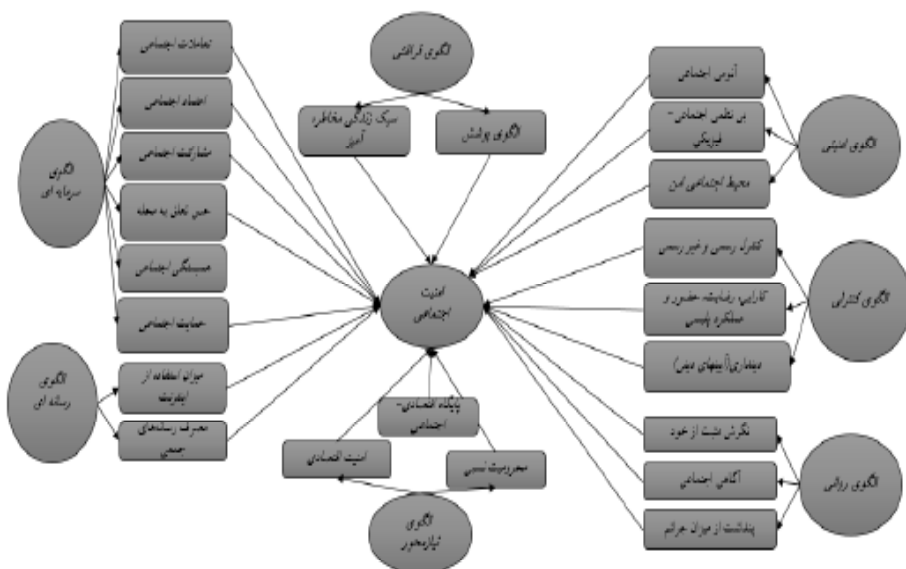 الگوی امنیتی
آنومی اجتماعی
بی نظمی اجتماعی-
فیزیکی
محیط اجتماعی امن
الگوی کنترلی
کنترل رسمی و غیر رسمی
کارایی، رضایت، حضور و
عملکرد پلیس
دینداری(آیینهای دینی)
الگوی روانی
نگرش مثبت از خود
آگاهی اجتماعی
پنداشت از میزان جرائم
الگوی فراغتی
الگوی پوشش
سبک زندگی مخاطره
آمیز
امنیت
اجتماعی
پایگاه اقتصادی-
اجتماعی
محرومیت نسبی
امنیت اقتصادی
الگوی
نیازمحور
الگوی
سرمایه ای
تعاملات اجتماعی
اعتماد اجتماعی
مشارکت اجتماعی
حس تعلق به محله
همبستگی اجتماعی
حمایت اجتماعی
الگوی
رسانه ای
میزان استفاده از
اینترنت
مصرف رسانه‌های
جمعی